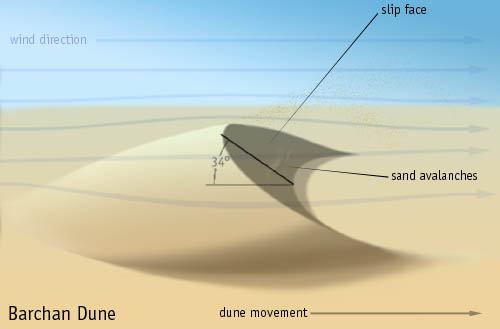 slip face
wind direction
34°
sand avalanches
Barchan Dune
dune movement